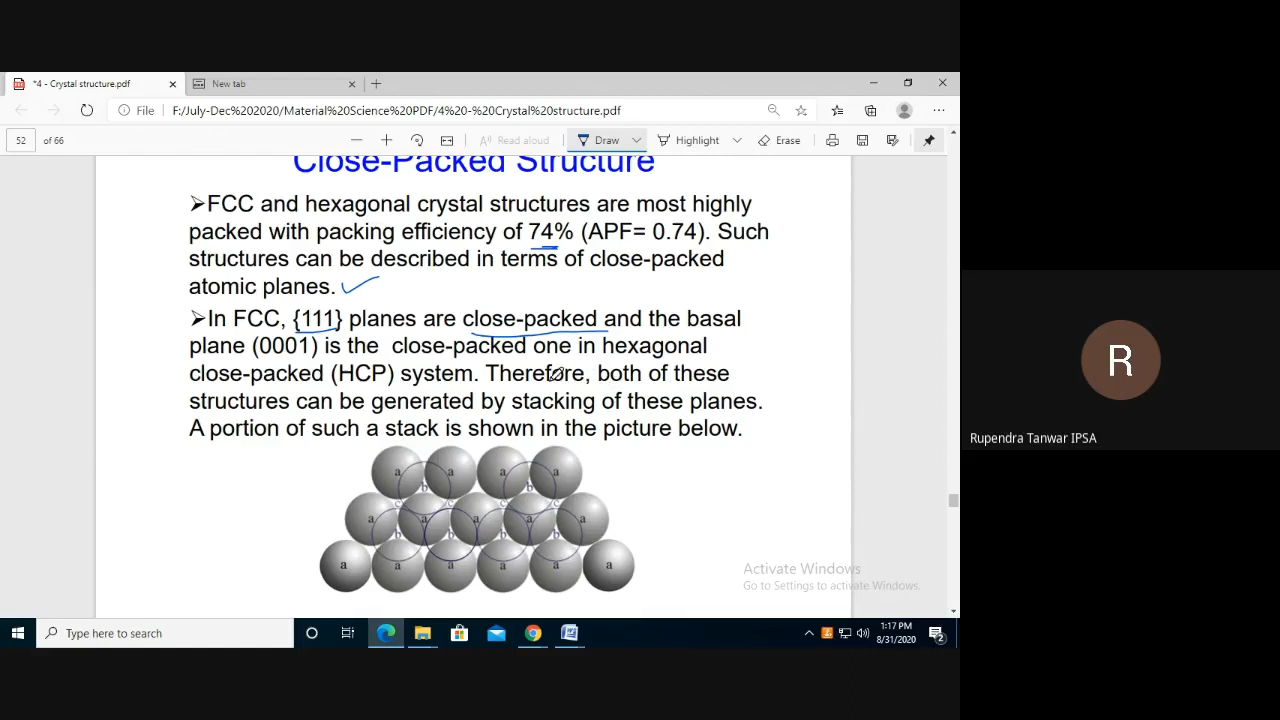 *4 - Crystal structure.pdf
New tab
File
F:/July-Dec%202020/Material%20Science%20PDF/4%20-%20Crystal%20structure.pdf
52 of 66
Read aloud
Draw
Highlight
Erase
Close-Packed Structure
➢FCC and hexagonal crystal structures are most highly
packed with packing efficiency of 74% (APF= 0.74). Such
structures can be described in terms of close-packed
atomic planes.
➢In FCC, {111} planes are close-packed and the basal
plane (0001) is the close-packed one in hexagonal
close-packed (HCP) system. Therefore, both of these
structures can be generated by stacking of these planes.
A portion of such a stack is shown in the picture below.
a a a a
b b
c c c c
a a a a a
b b b b
a a a a a a
R
Rupendra Tanwar IPSA
Activate Windows
Go to Settings to activate Windows.
Type here to search
1:17 PM
8/31/2020
2